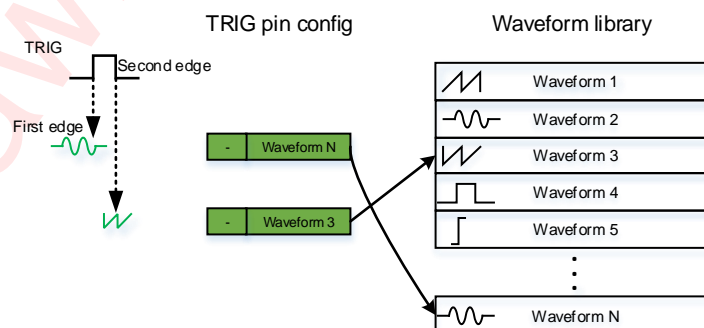 TRIG pin config
Waveform library
TRIG
Second edge
First edge
- Waveform N
- Waveform 3
Waveform 1
Waveform 2
Waveform 3
Waveform 4
Waveform 5
Waveform N